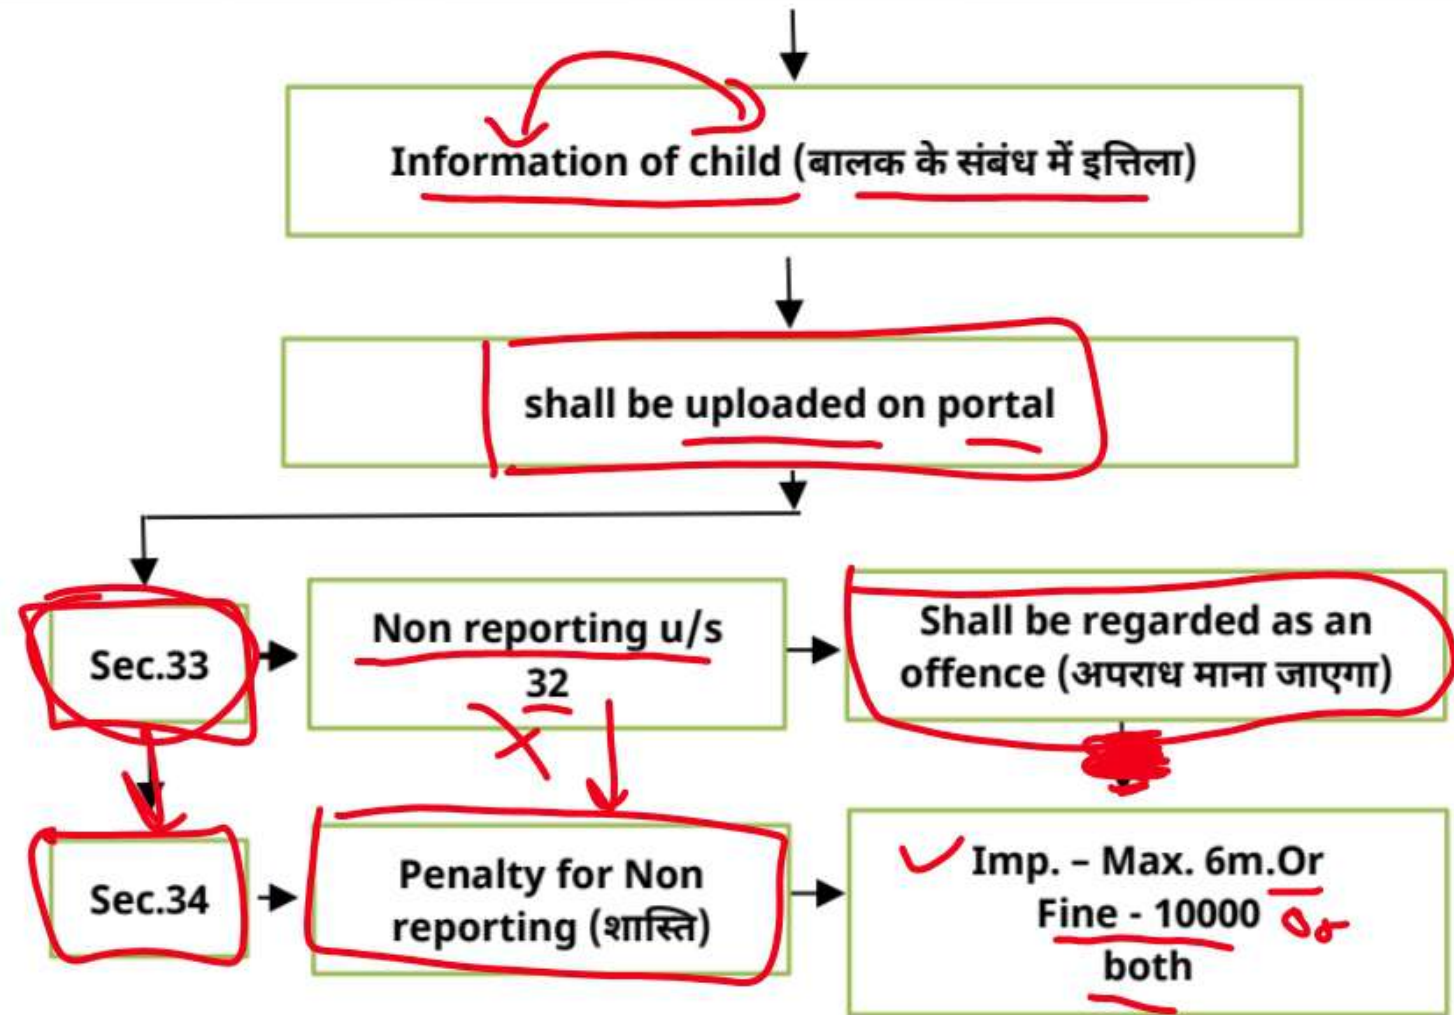 Information of child (बालक के संबंध में इत्तिला)
shall be uploaded on portal
Sec.33
Non reporting u/s
32
Shall be regarded as an
offence (अपराध माना जाएगा)
Sec.34
Penalty for Non
reporting (शास्ति)
Imp. – Max. 6m.Or
Fine - 10000 Or
both